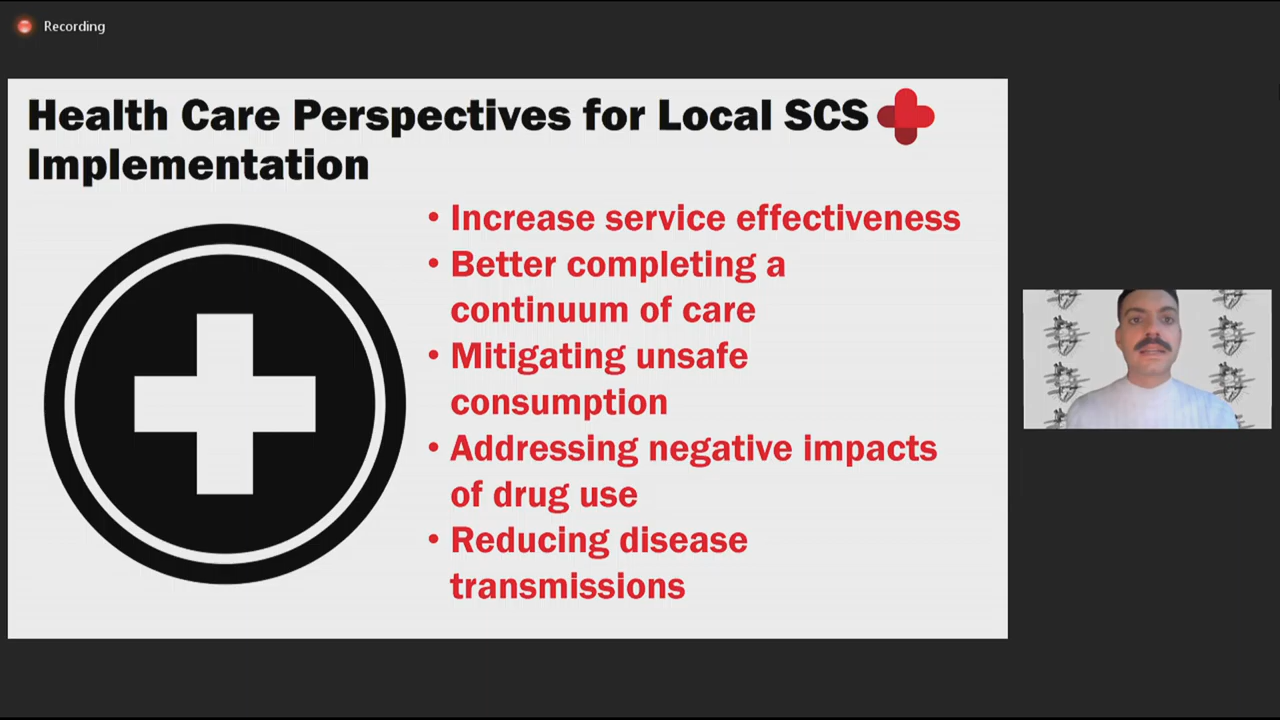 Recording
Health Care Perspectives for Local SCS
Implementation
• Increase service effectiveness
• Better completing a
continuum of care
• Mitigating unsafe
consumption
• Addressing negative impacts
of drug use
• Reducing disease
transmissions